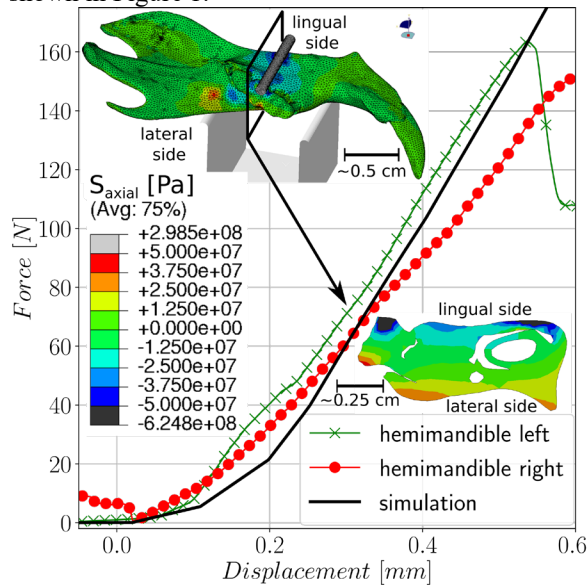 shown in Figure 3.
160
140
120
100
80
60
40
20
0
Force [N]
lingual
side
lateral
side
~0.5 cm
S_axial [Pa]
(Avg: 75%)
+2.985e+08
+5.000e+07
+3.750e+07
+2.500e+07
+1.250e+07
+0.000e+00
-1.250e+07
-2.500e+07
-3.750e+07
-5.000e+07
-6.248e+08
lingual side
~0.25 cm
lateral side
hemimandible left
hemimandible right
simulation
0.0
0.2
0.4
0.6
Displacement [mm]